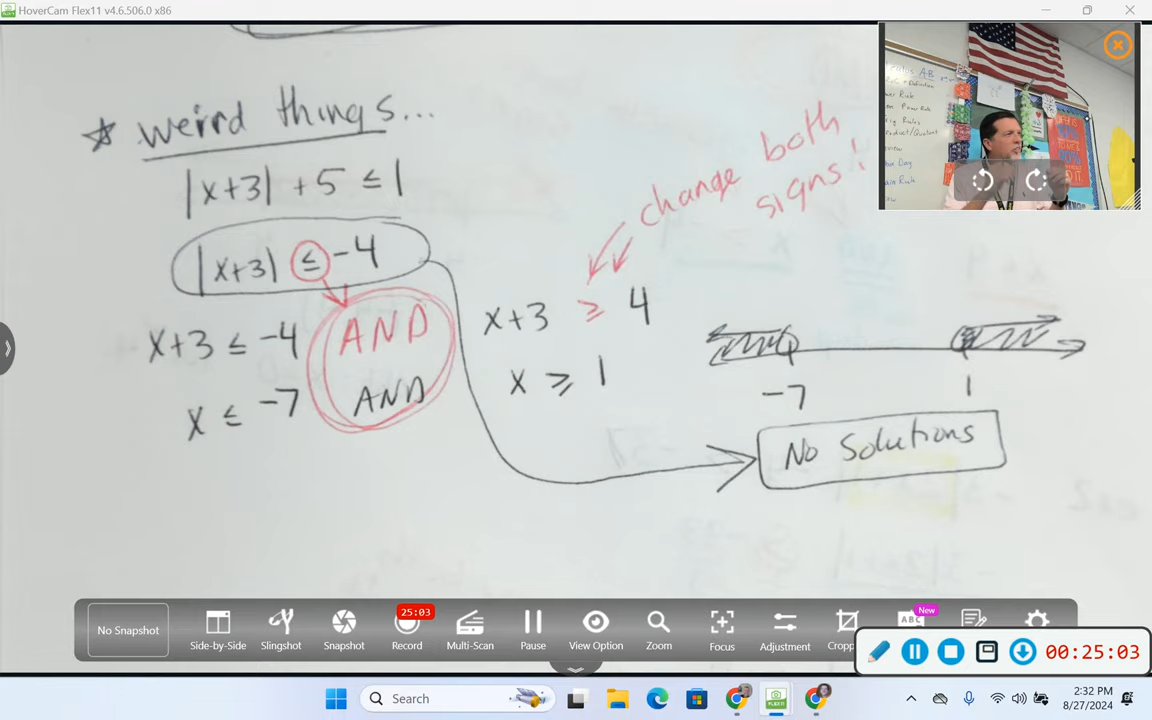 HoverCam Flex11 v4.6.506.0 x86
* weird things...
|x+3| + 5 ≤ 1
|x+3| ≤ -4
change both signs!
x+3 ≤ -4 AND x+3 ≥ 4
x ≤ -7 AND x ≥ 1
-7 1
No Solutions
No Snapshot
Side-by-Side
Slingshot
Snapshot
25:03
Record
Multi-Scan
Pause
View Option
Zoom
Focus
Adjustment
Cropp
New
ABC
00:25:03
Search
FLEX11
2:32 PM
8/27/2024